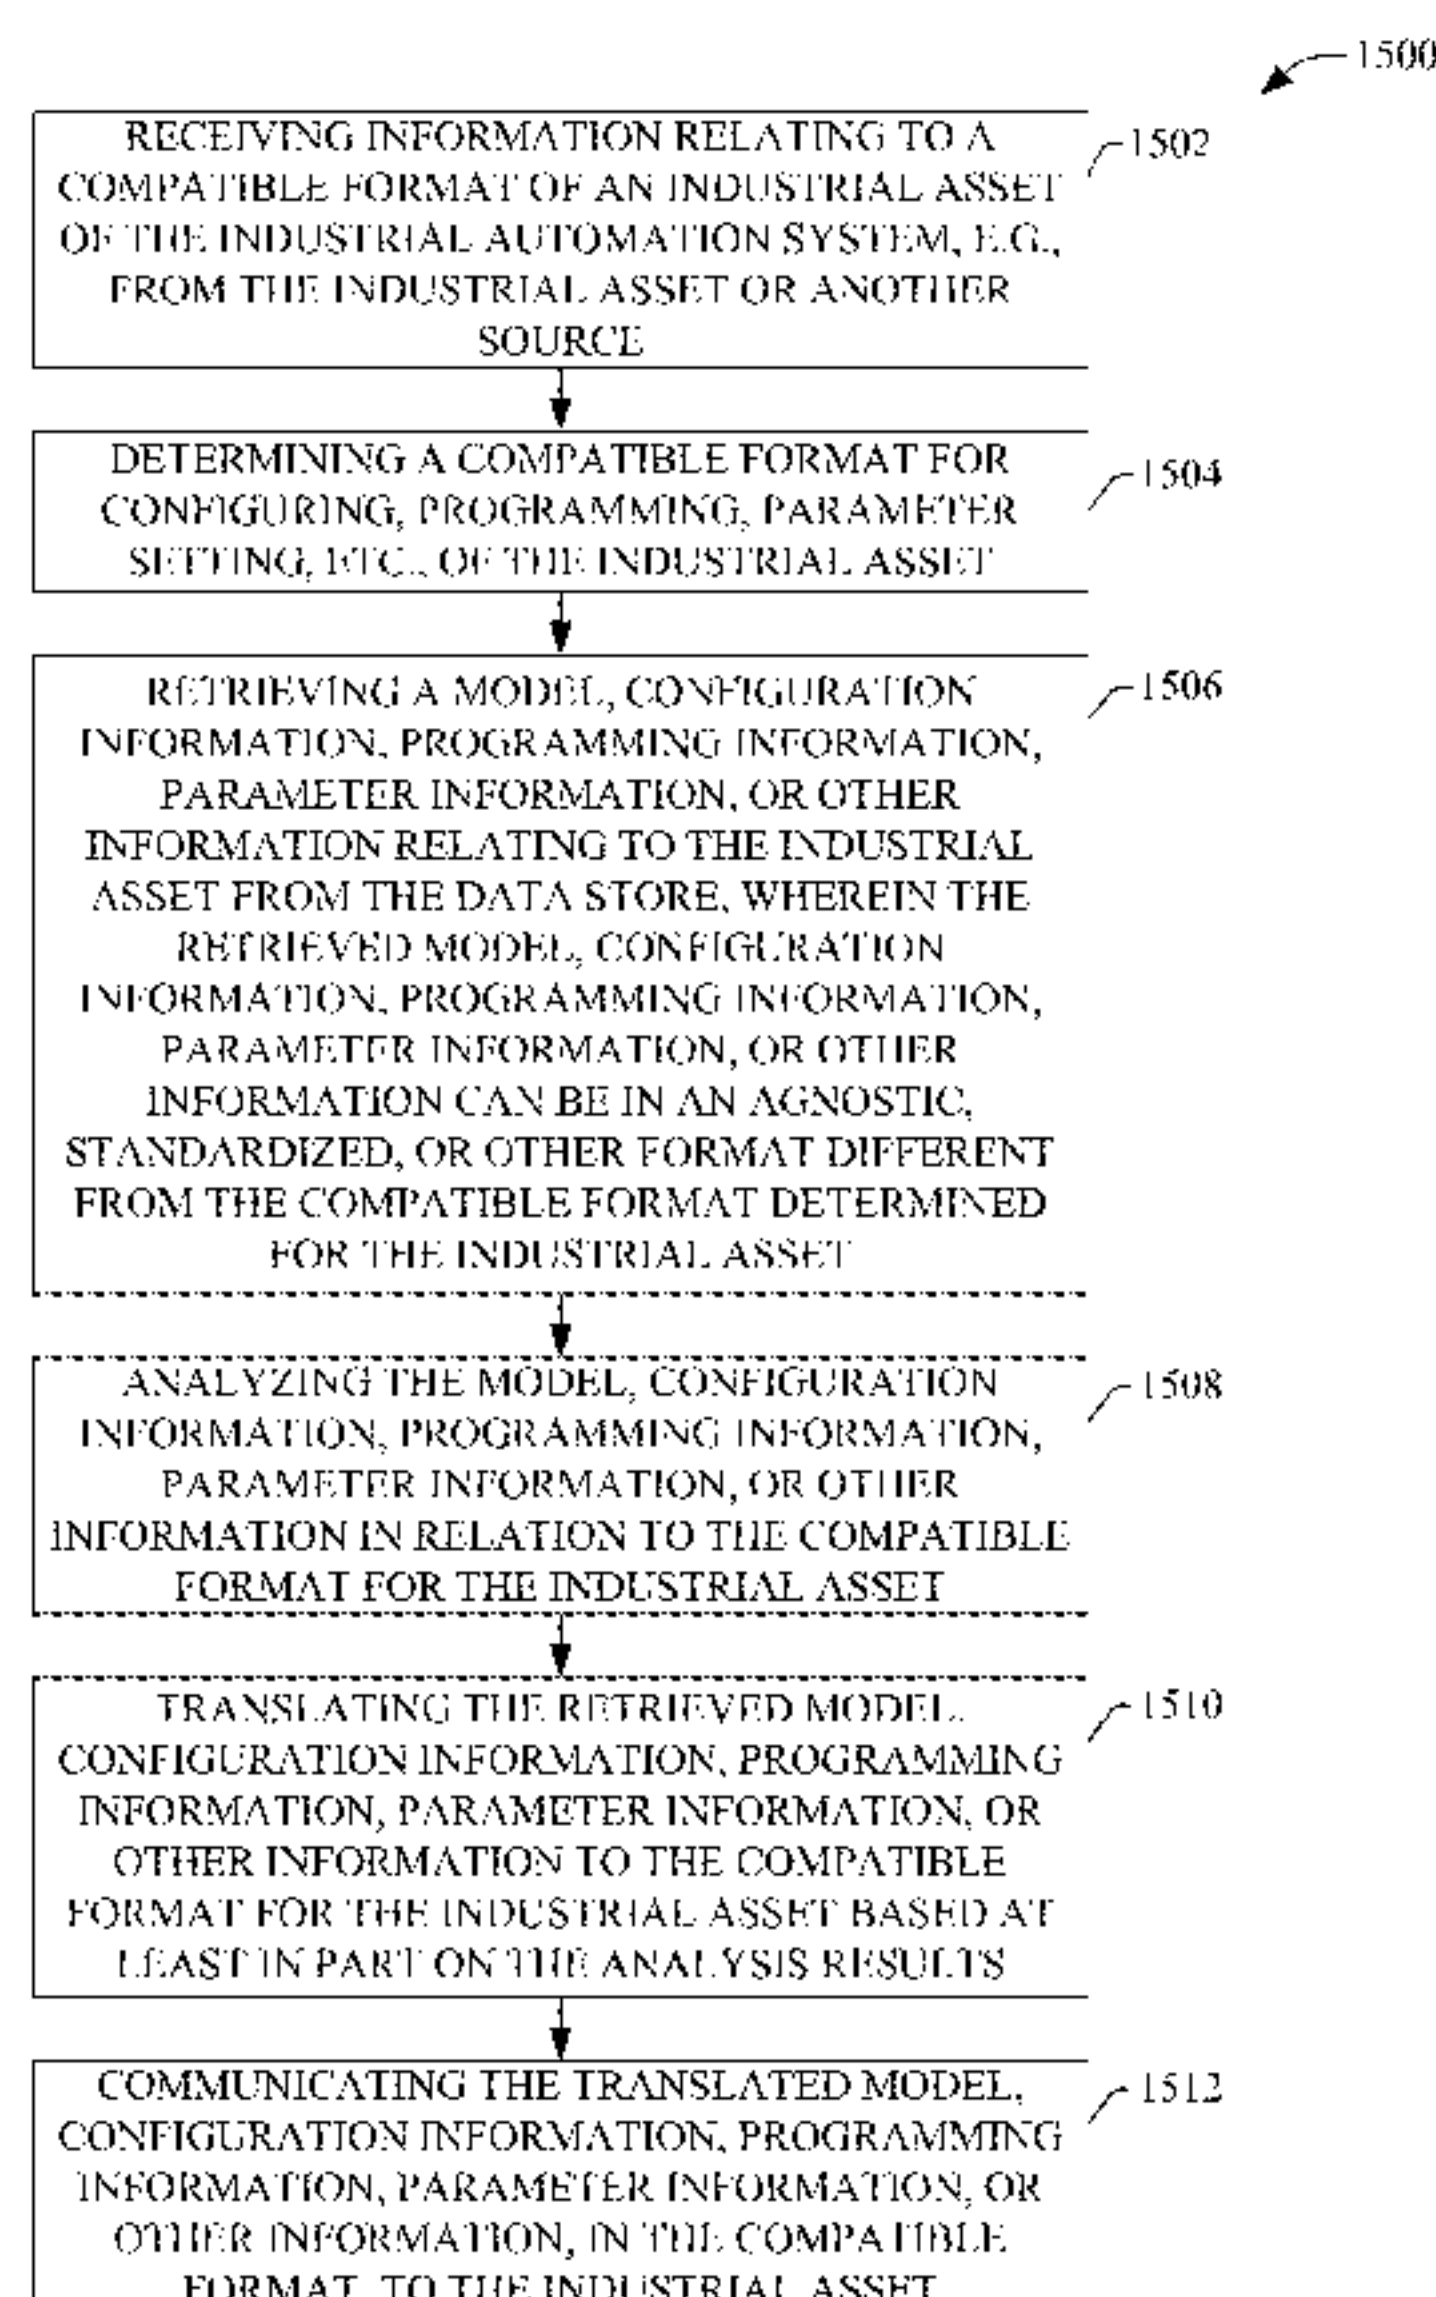 1500
RECEIVING INFORMATION RELATING TO A
1502
COMPATIBLE FORMAT OF AN INDUSTRIAL ASSET
OF THE INDUSTRIAL AUTOMATION SYSTEM, E.G.,
FROM THE INDUSTRIAL ASSET OR ANOTHER
SOURCE
DETERMINING A COMPATIBLE FORMAT FOR
1504
CONFIGURING, PROGRAMMING, PARAMETER
SETTING, ETC., OF THE INDUSTRIAL ASSET
RETRIEVING A MODEL, CONFIGURATION
1506
INFORMATION, PROGRAMMING INFORMATION,
PARAMETER INFORMATION, OR OTHER
INFORMATION RELATING TO THE INDUSTRIAL
ASSET FROM THE DATA STORE, WHEREIN THE
RETRIEVED MODEL, CONFIGURATION
INFORMATION, PROGRAMMING INFORMATION,
PARAMETER INFORMATION, OR OTHER
INFORMATION CAN BE IN AN AGNOSTIC,
STANDARDIZED, OR OTHER FORMAT DIFFERENT
FROM THE COMPATIBLE FORMAT DETERMINED
FOR THE INDUSTRIAL ASSET
ANALYZING THE MODEL, CONFIGURATION
1508
INFORMATION, PROGRAMMING INFORMATION,
PARAMETER INFORMATION, OR OTHER
INFORMATION IN RELATION TO THE COMPATIBLE
FORMAT FOR THE INDUSTRIAL ASSET
TRANSLATING THE RETRIEVED MODEL,
1510
CONFIGURATION INFORMATION, PROGRAMMING
INFORMATION, PARAMETER INFORMATION, OR
OTHER INFORMATION TO THE COMPATIBLE
FORMAT FOR THE INDUSTRIAL ASSET BASED AT
LEAST IN PART ON THE ANALYSIS RESULTS
COMMUNICATING THE TRANSLATED MODEL,
1512
CONFIGURATION INFORMATION, PROGRAMMING
INFORMATION, PARAMETER INFORMATION, OR
OTHER INFORMATION, IN THE COMPATIBLE
FORMAT, TO THE INDUSTRIAL ASSET